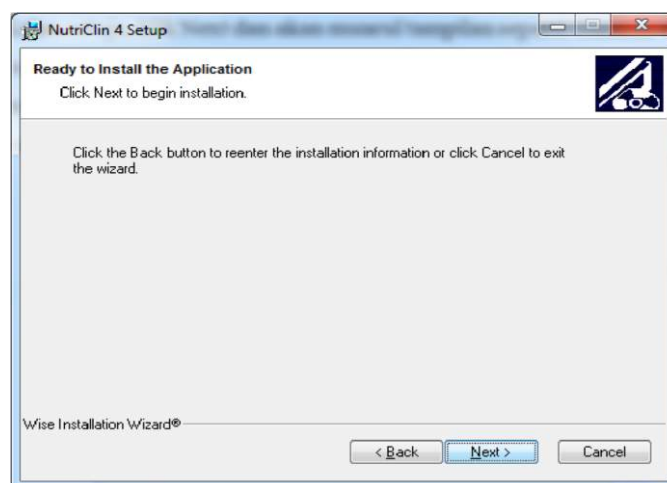 NutriClin 4 Setup
Ready to Install the Application
Click Next to begin installation.
Click the Back button to reenter the installation information or click Cancel to exit
the wizard.
Wise Installation Wizard®
< Back Next > Cancel